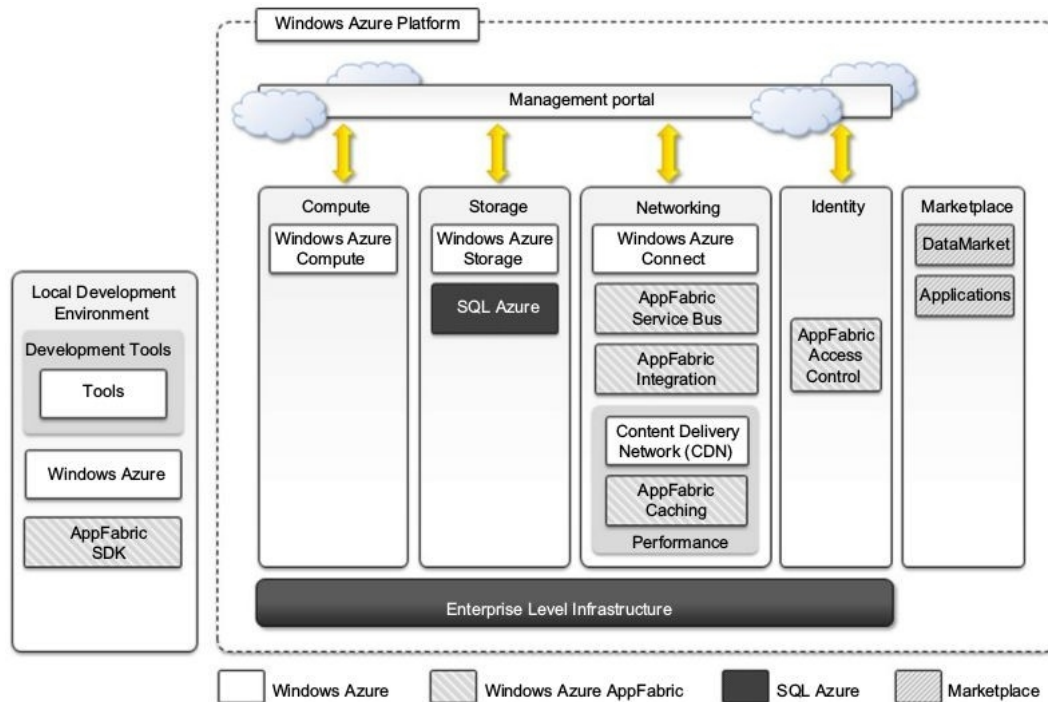 Windows Azure Platform
Management portal
Compute
Windows Azure
Compute
Storage
Windows Azure
Storage
SQL Azure
Networking
Windows Azure
Connect
AppFabric
Service Bus
AppFabric
Integration
Content Delivery
Network (CDN)
AppFabric
Caching
Performance
Identity
AppFabric
Access
Control
Marketplace
DataMarket
Applications
Local Development
Environment
Development Tools
Tools
Windows Azure
AppFabric
SDK
Enterprise Level Infrastructure
Windows Azure
Windows Azure AppFabric
SQL Azure
Marketplace